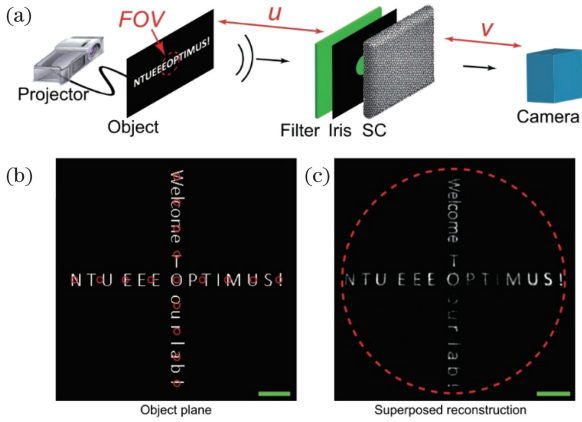 (a)
FOV
u
v
NTUEEEOPTIMUS!
Projector
Object
Filter
Iris
SC
Camera
(b)
(c)
Welcome TO our lab!
NTU EEE OPTIMUS!
Welcome TO our lab!
NTU EEE OPTIMUS!
Object plane
Superposed reconstruction